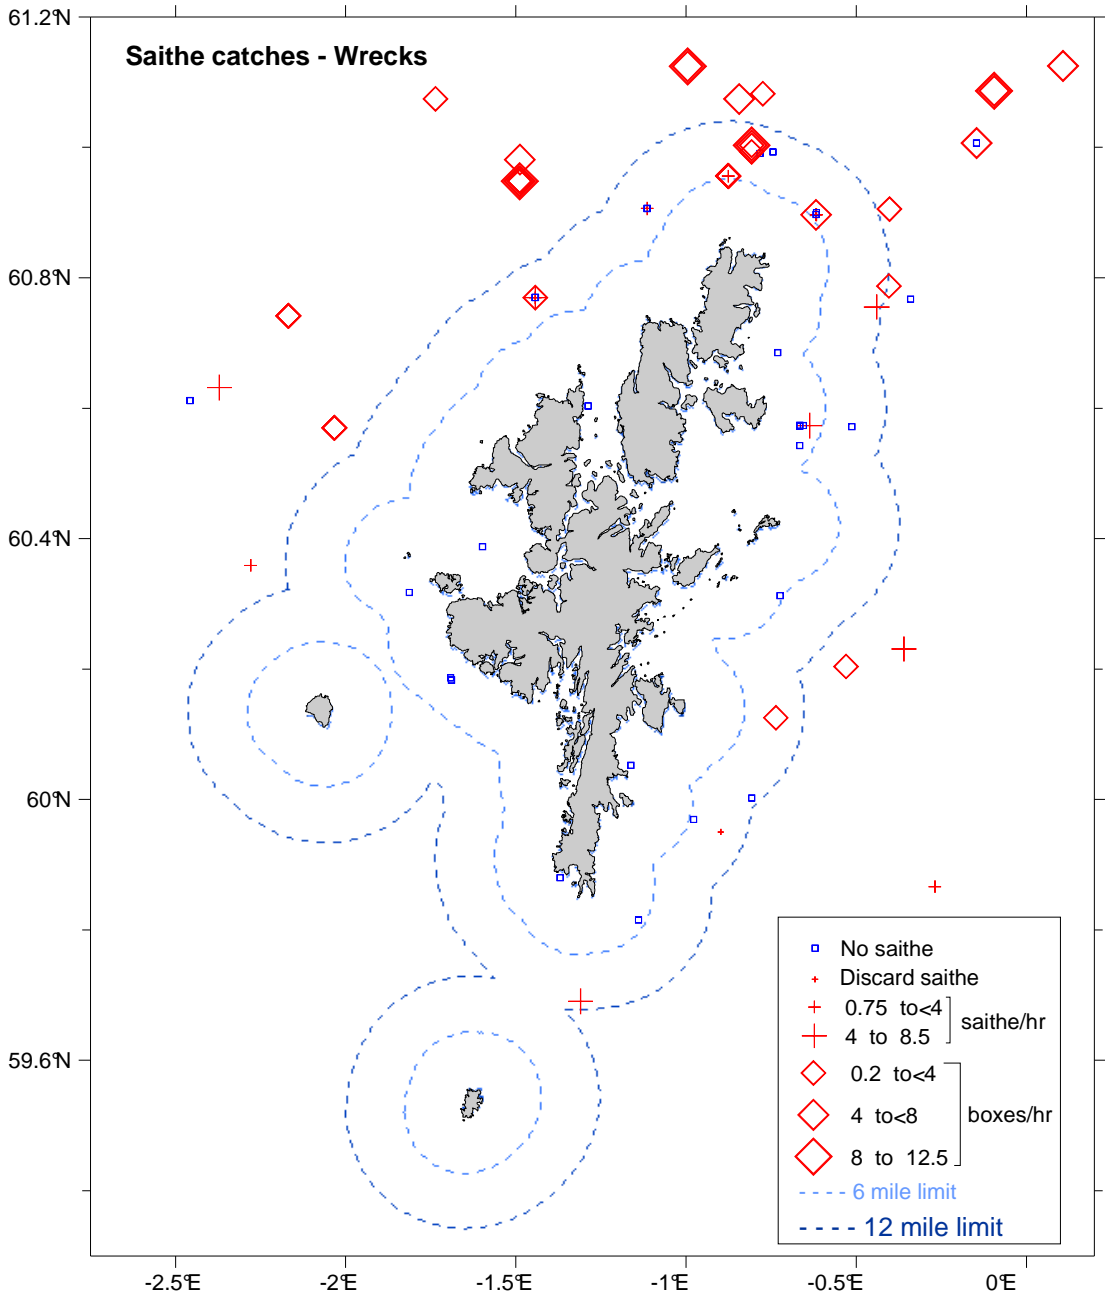 61.2°N
Saithe catches - Wrecks
60.8°N
60.4°N
60°N
59.6°N
No saithe
Discard saithe
0.75 to<4
4 to 8.5
saithe/hr
0.2 to<4
4 to<8
8 to 12.5
boxes/hr
6 mile limit
12 mile limit
-2.5°E -2°E -1.5°E -1°E -0.5°E 0°E